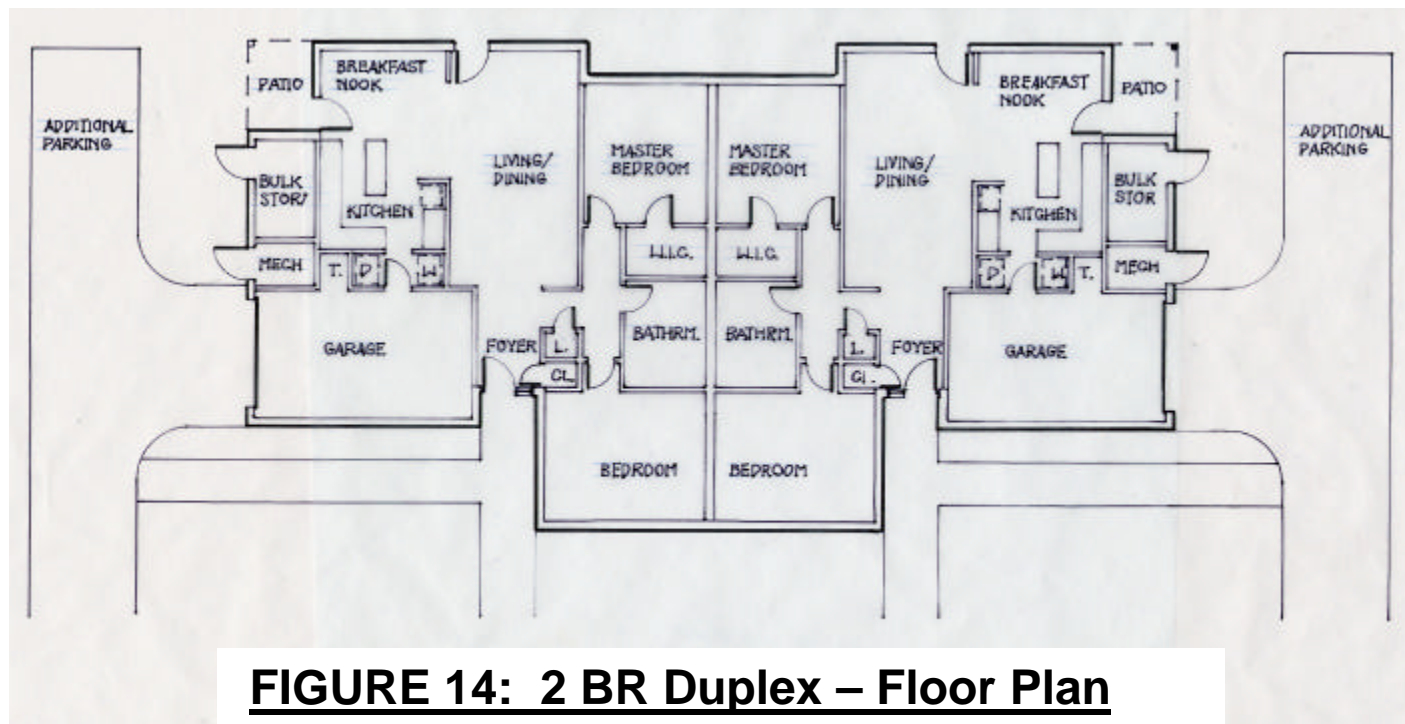 BREAKFAST
NOOK
PATIO
BREAKFAST
NOOK
PATIO
ADDITIONAL
PARKING
ADDITIONAL
PARKING
LIVING/
DINING
MASTER
BEDROOM
MASTER
BEDROOM
LIVING/
DINING
BULK
STOR/
KITCHEN
KITCHEN
BULK
STOR
W.I.C.
W.I.C.
MECH
T.
D
W
D
W
T.
MECH
GARAGE
FOYER
L.
BATHRM.
BATHRM.
L.
FOYER
GARAGE
CL.
CL.
BEDROOM
BEDROOM
FIGURE 14: 2 BR Duplex – Floor Plan